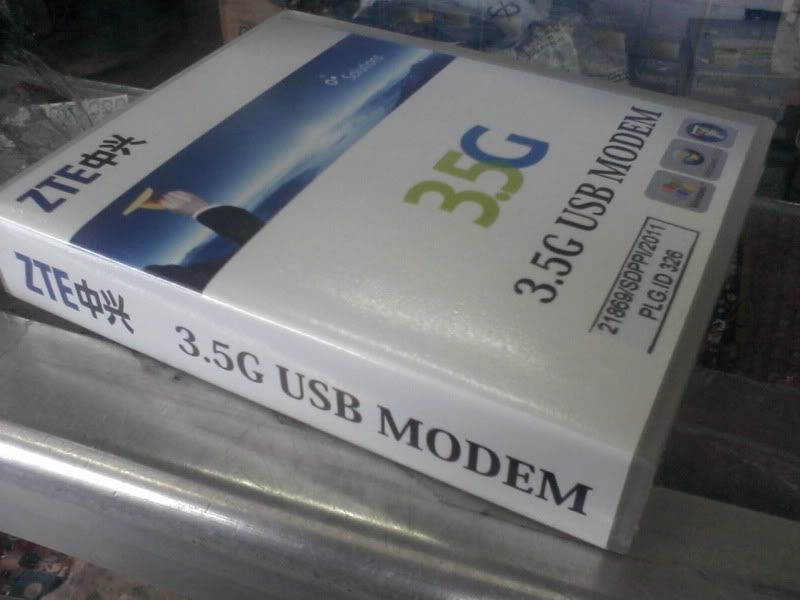 ZTE中兴
G+ Solutions
3.5G
3.5G USB MODEM
21869/SDPPI/2011
PLG.ID 326
ZTE中兴
3.5G USB MODEM